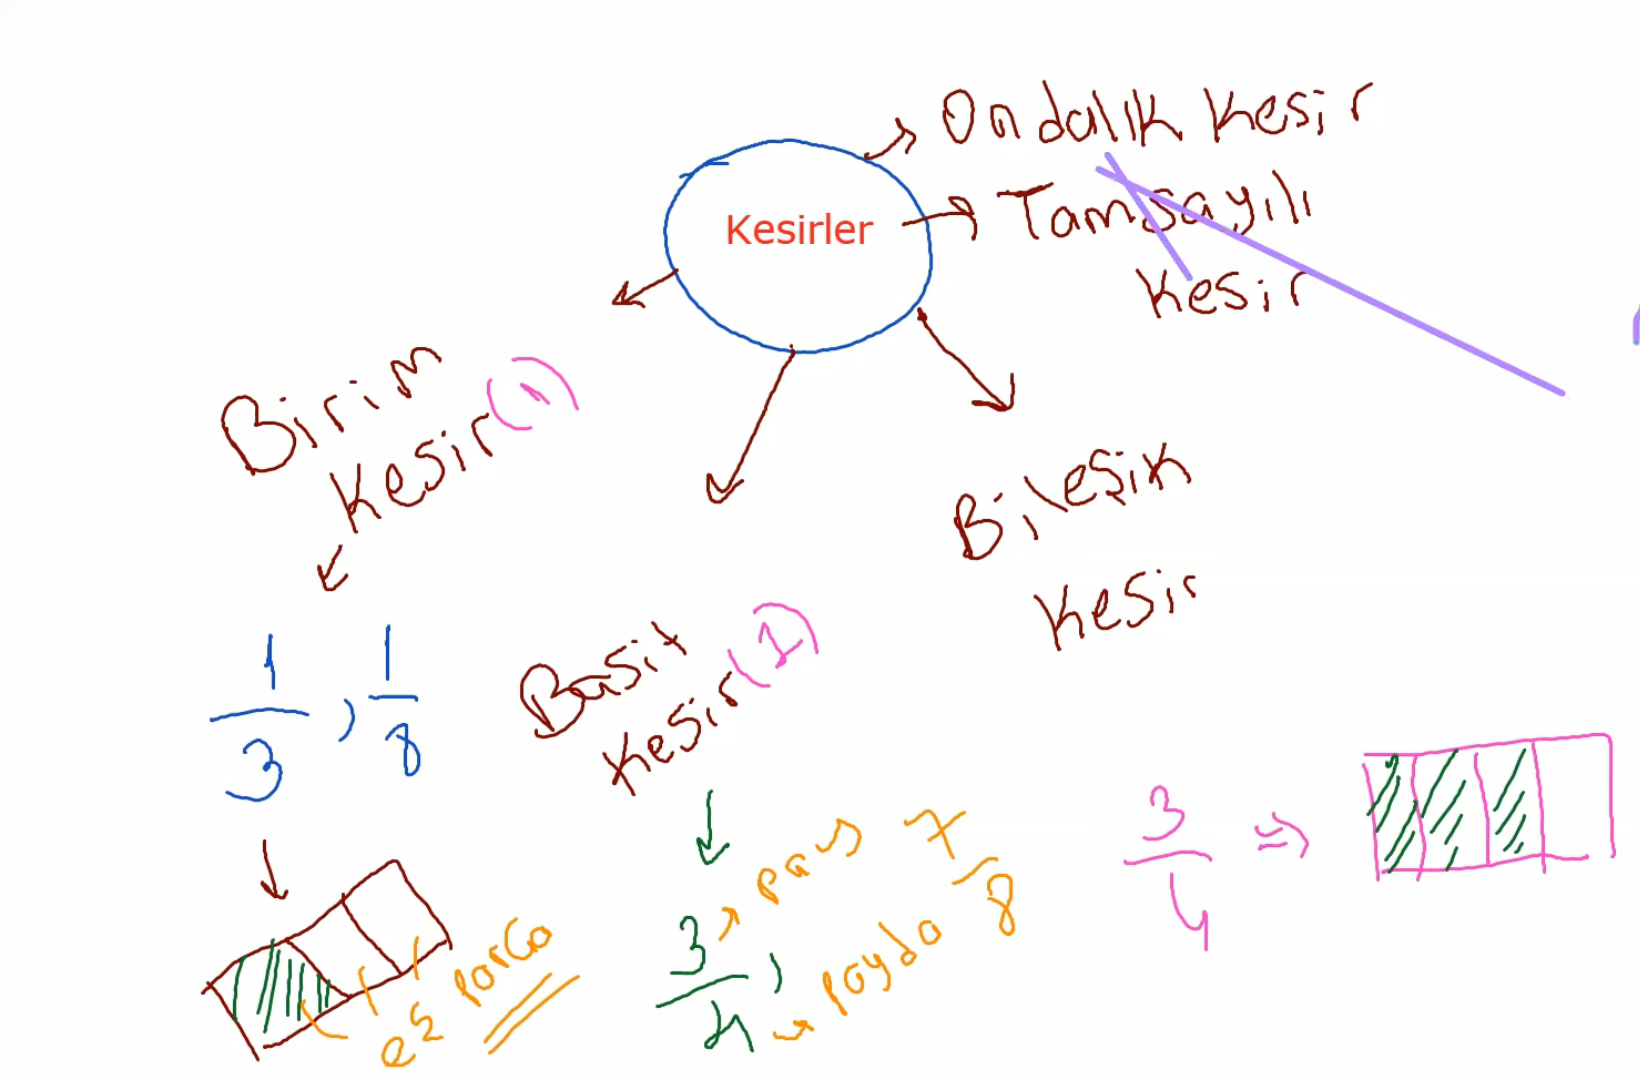 Ondalık Kesir
Kesirler
Tamsayılı
Kesir
Birim
Kesir (1)
Bileşik
Kesir
Basit
Kesir (2)
1/3 , 1/8
3/4 → pay
→ payda
, 7/8
3/4 ⇒
eş parça